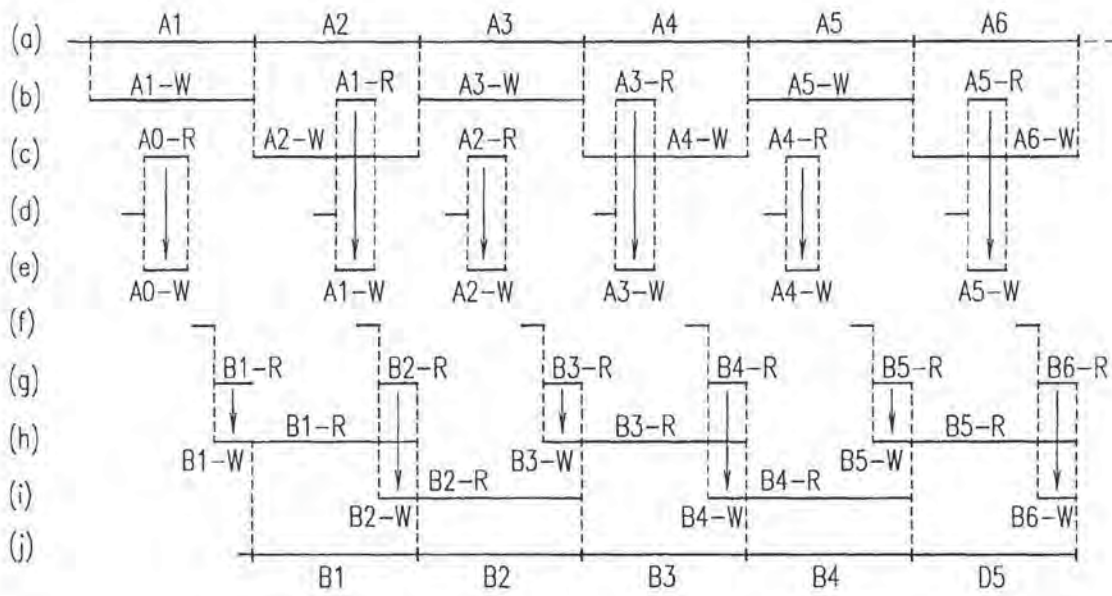 (a) A1 A2 A3 A4 A5 A6
(b) A1-W A1-R A3-W A3-R A5-W A5-R
(c) A0-R A2-W A2-R A4-W A4-R A6-W
(d)
(e)
A0-W A1-W A2-W A3-W A4-W A5-W
(f)
(g) B1-R B2-R B3-R B4-R B5-R B6-R
(h) B1-R B3-R B5-R
B1-W B3-W B5-W
(i) B2-R B4-R
B2-W B4-W B6-W
(j)
B1 B2 B3 B4 D5